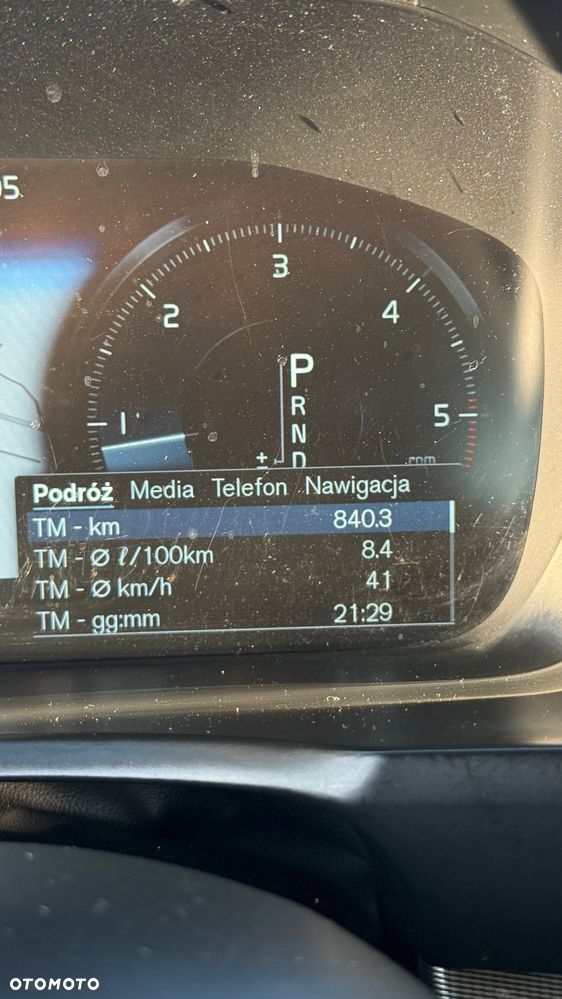 05
3
2
4
P
R
1
5
N
± D
rpm
Podróż Media Telefon Nawigacja
TM - km 840.3
TM - Ø ℓ/100km 8.4
TM - Ø km/h 41
TM - gg:mm 21:29
OTOMOTO